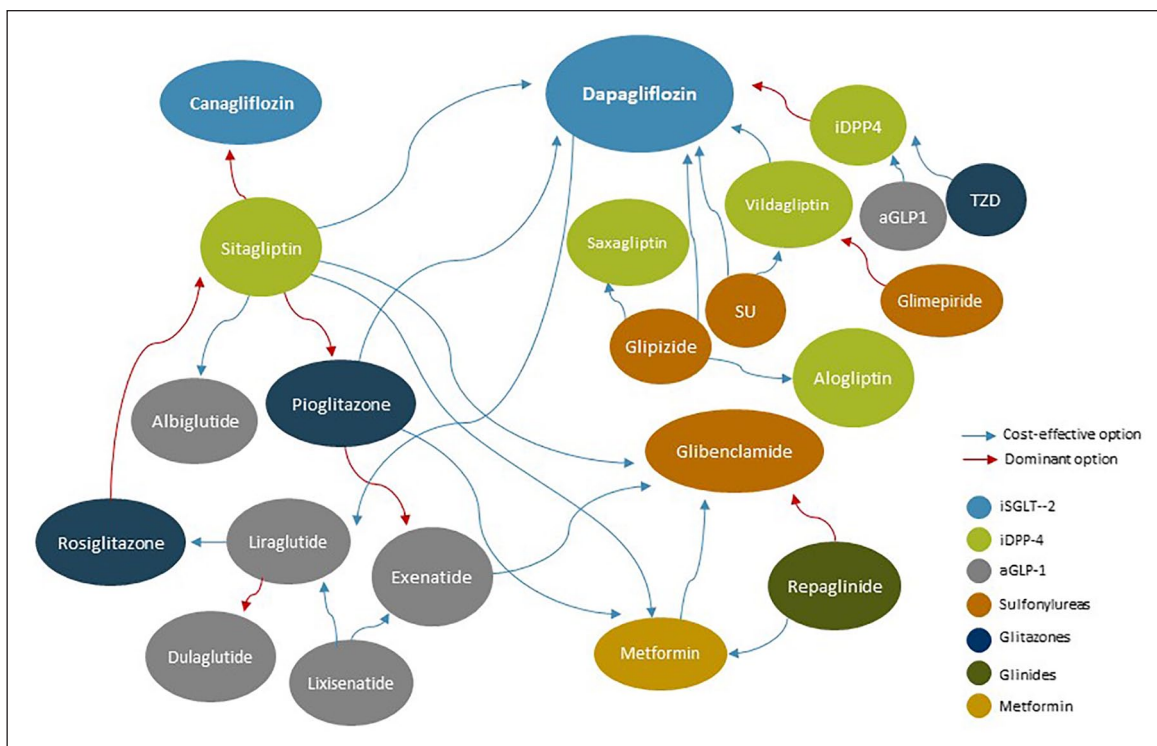 Canagliflozin
Dapagliflozin
iDPP4
TZD
aGLP1
Vildagliptin
Sitagliptin
Saxagliptin
SU
Glimepiride
Glipizide
Alogliptin
Albiglutide
Pioglitazone
Glibenclamide
Rosiglitazone
Liraglutide
Exenatide
Repaglinide
Dulaglutide
Lixisenatide
Metformin
Cost-effective option
Dominant option
iSGLT--2
iDPP-4
aGLP-1
Sulfonylureas
Glitazones
Glinides
Metformin